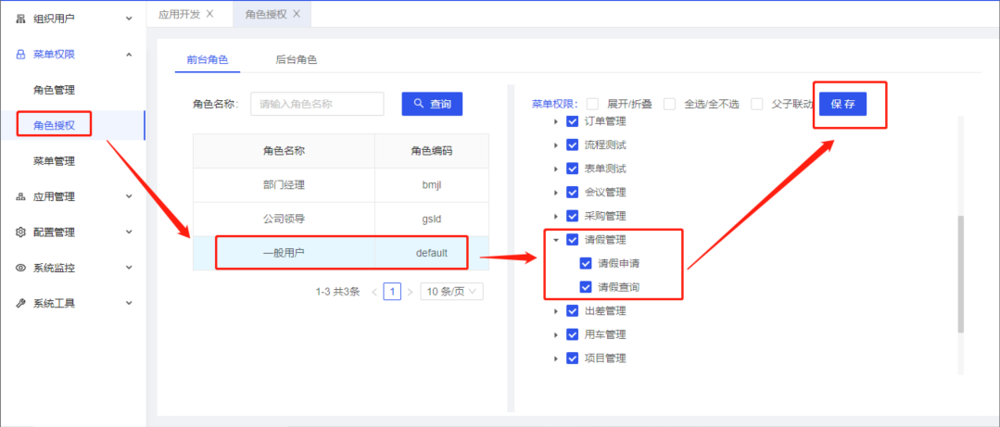 组织用户
菜单权限
角色管理
角色授权
菜单管理
应用管理
配置管理
系统监控
系统工具
应用开发 X 角色授权 X
前台角色 后台角色
角色名称: 请输入角色名称 查询
角色名称 角色编码
部门经理 bmjl
公司领导 gsld
一般用户 default
1-3 共3条 < 1 > 10 条/页
菜单权限: 展开/折叠 全选/全不选 父子联动 保存
订单管理
流程测试
表单测试
会议管理
采购管理
请假管理
请假申请
请假查询
出差管理
用车管理
项目管理